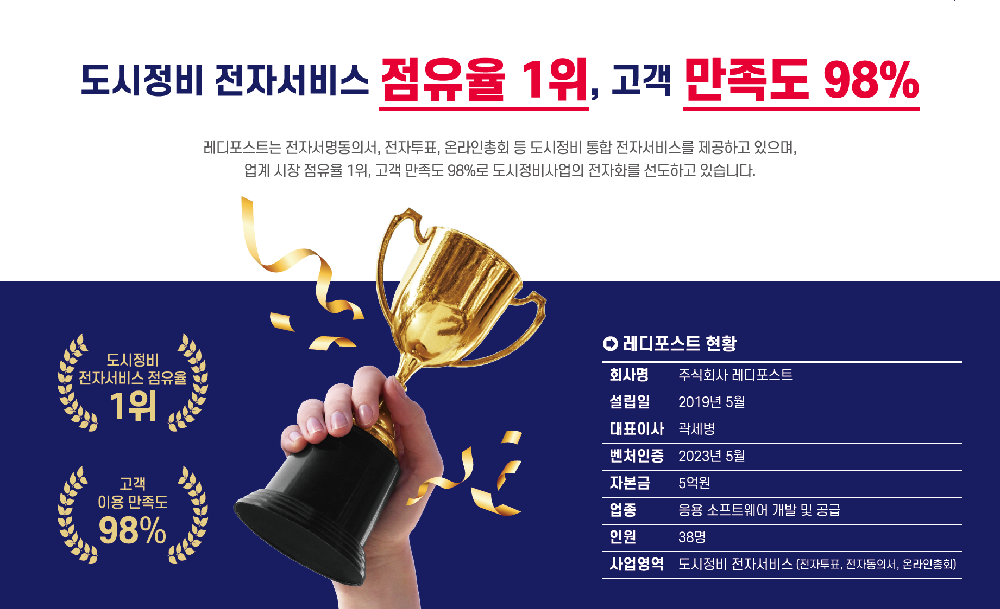 도시정비 전자서비스 점유율 1위, 고객 만족도 98%
레디포스트는 전자서명동의서, 전자투표, 온라인총회 등 도시정비 통합 전자서비스를 제공하고 있으며,
업계 시장 점유율 1위, 고객 만족도 98%로 도시정비사업의 전자화를 선도하고 있습니다.
도시정비
전자서비스 점유율
1위
고객
이용 만족도
98%
레디포스트 현황
회사명 주식회사 레디포스트
설립일 2019년 5월
대표이사 곽세병
벤처인증 2023년 5월
자본금 5억원
업종 응용 소프트웨어 개발 및 공급
인원 38명
사업영역 도시정비 전자서비스 (전자투표, 전자동의서, 온라인총회)